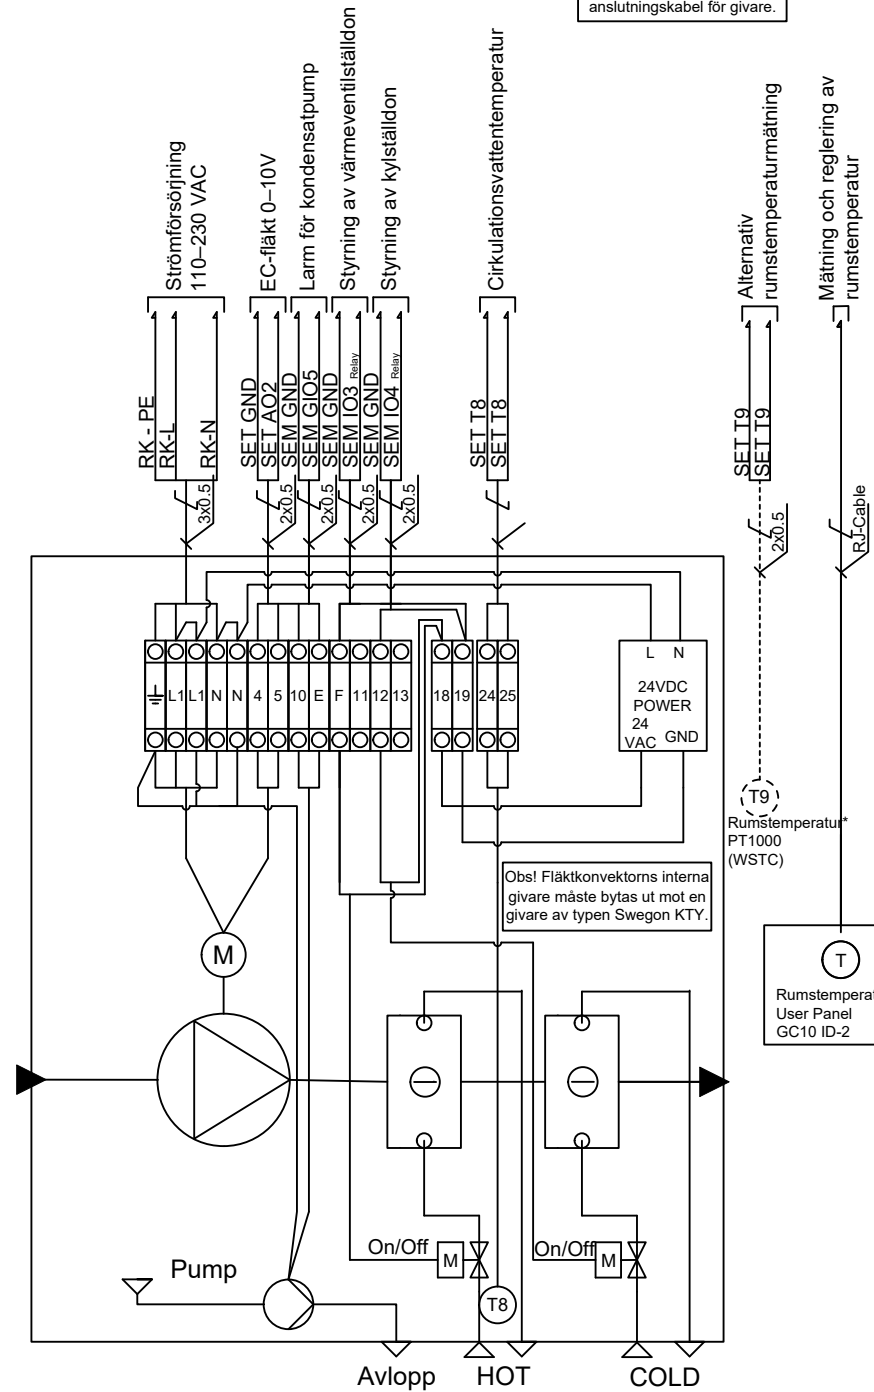 anslutningskabel för givare.
Strömförsörjning
110–230 VAC
EC-fläkt 0–10V
Larm för kondensatpump
Styrning av värmeventilställdon
Styrning av kylställdon
Cirkulationsvattentemperatur
Alternativ
rumstemperaturmätning
Mätning och reglering av
rumstemperatur
RK - PE
RK-L
RK-N
SET GND
SET AO2
SEM GND
SEM GIO5
SEM GND
SEM IO3 Relay
SEM GND
SEM IO4 Relay
SET T8
SET T8
SET T9
SET T9
3x0.5
2x0.5
2x0.5
2x0.5
2x0.5
2x0.5
RJ-Cable
L1 L1 N N 4 5 10 E F 11 12 13 18 19 24 25
L N
24VDC
POWER
24
VAC GND
T9
Rumstemperatur*
PT1000
(WSTC)
Obs! Fläktkonvektorns interna
givare måste bytas ut mot en
givare av typen Swegon KTY.
M
T
Rumstemperat
User Panel
GC10 ID-2
On/Off
M
On/Off
M
Pump
T8
Avlopp
HOT
COLD